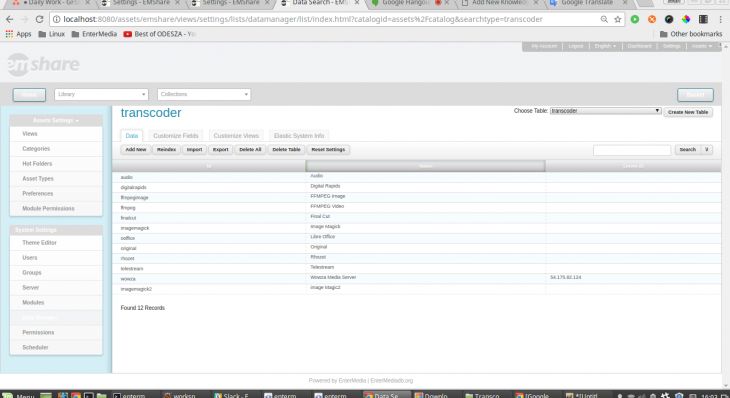 Daily Work - GFS
Settings - EMShare
Settings - EMShare
Data Search - EMS
Google Hangout
Add New Knowled
Google Translate
localhost:8080/assets/emshare/views/settings/lists/datamanager/list/index.html?catalogid=assets%2Fcatalog&searchtype=transcoder
Apps Linux EnterMedia Best of ODESZA - Yo Other bookmarks
My Account | Logout | English | Dashboard | Settings | Assets
emshare
Library Collections
transcoder Choose Table: transcoder Create New Table
Assets Settings
Views
Categories
Hot Folders
Asset Types
Preferences
Module Permissions
System Settings
Theme Editor
Users
Groups
Server
Modules
Permissions
Scheduler
Data Customize Fields Customize Views Elastic System Info
Add New Reindex Import Export Delete All Delete Table Reset Settings Search V
audio Audio
digitalrapids Digital Rapids
ffmpegimage FFMPEG Image
ffmpeg FFMPEG Video
finalcut Final Cut
imagemagick Image Magick
ooffice Libre Office
original Original
rhozet Rhozet
telestream Telestream
wowza Wowza Media Server 54.175.82.124
imagemagick2 Image Magic2
Found 12 Records
Powered by EnterMedia | EnterMediadb.org
Menu enterm worksp Slack - E enterm enterm Data Se Downlo Transco [Google *[Untitl 16:03